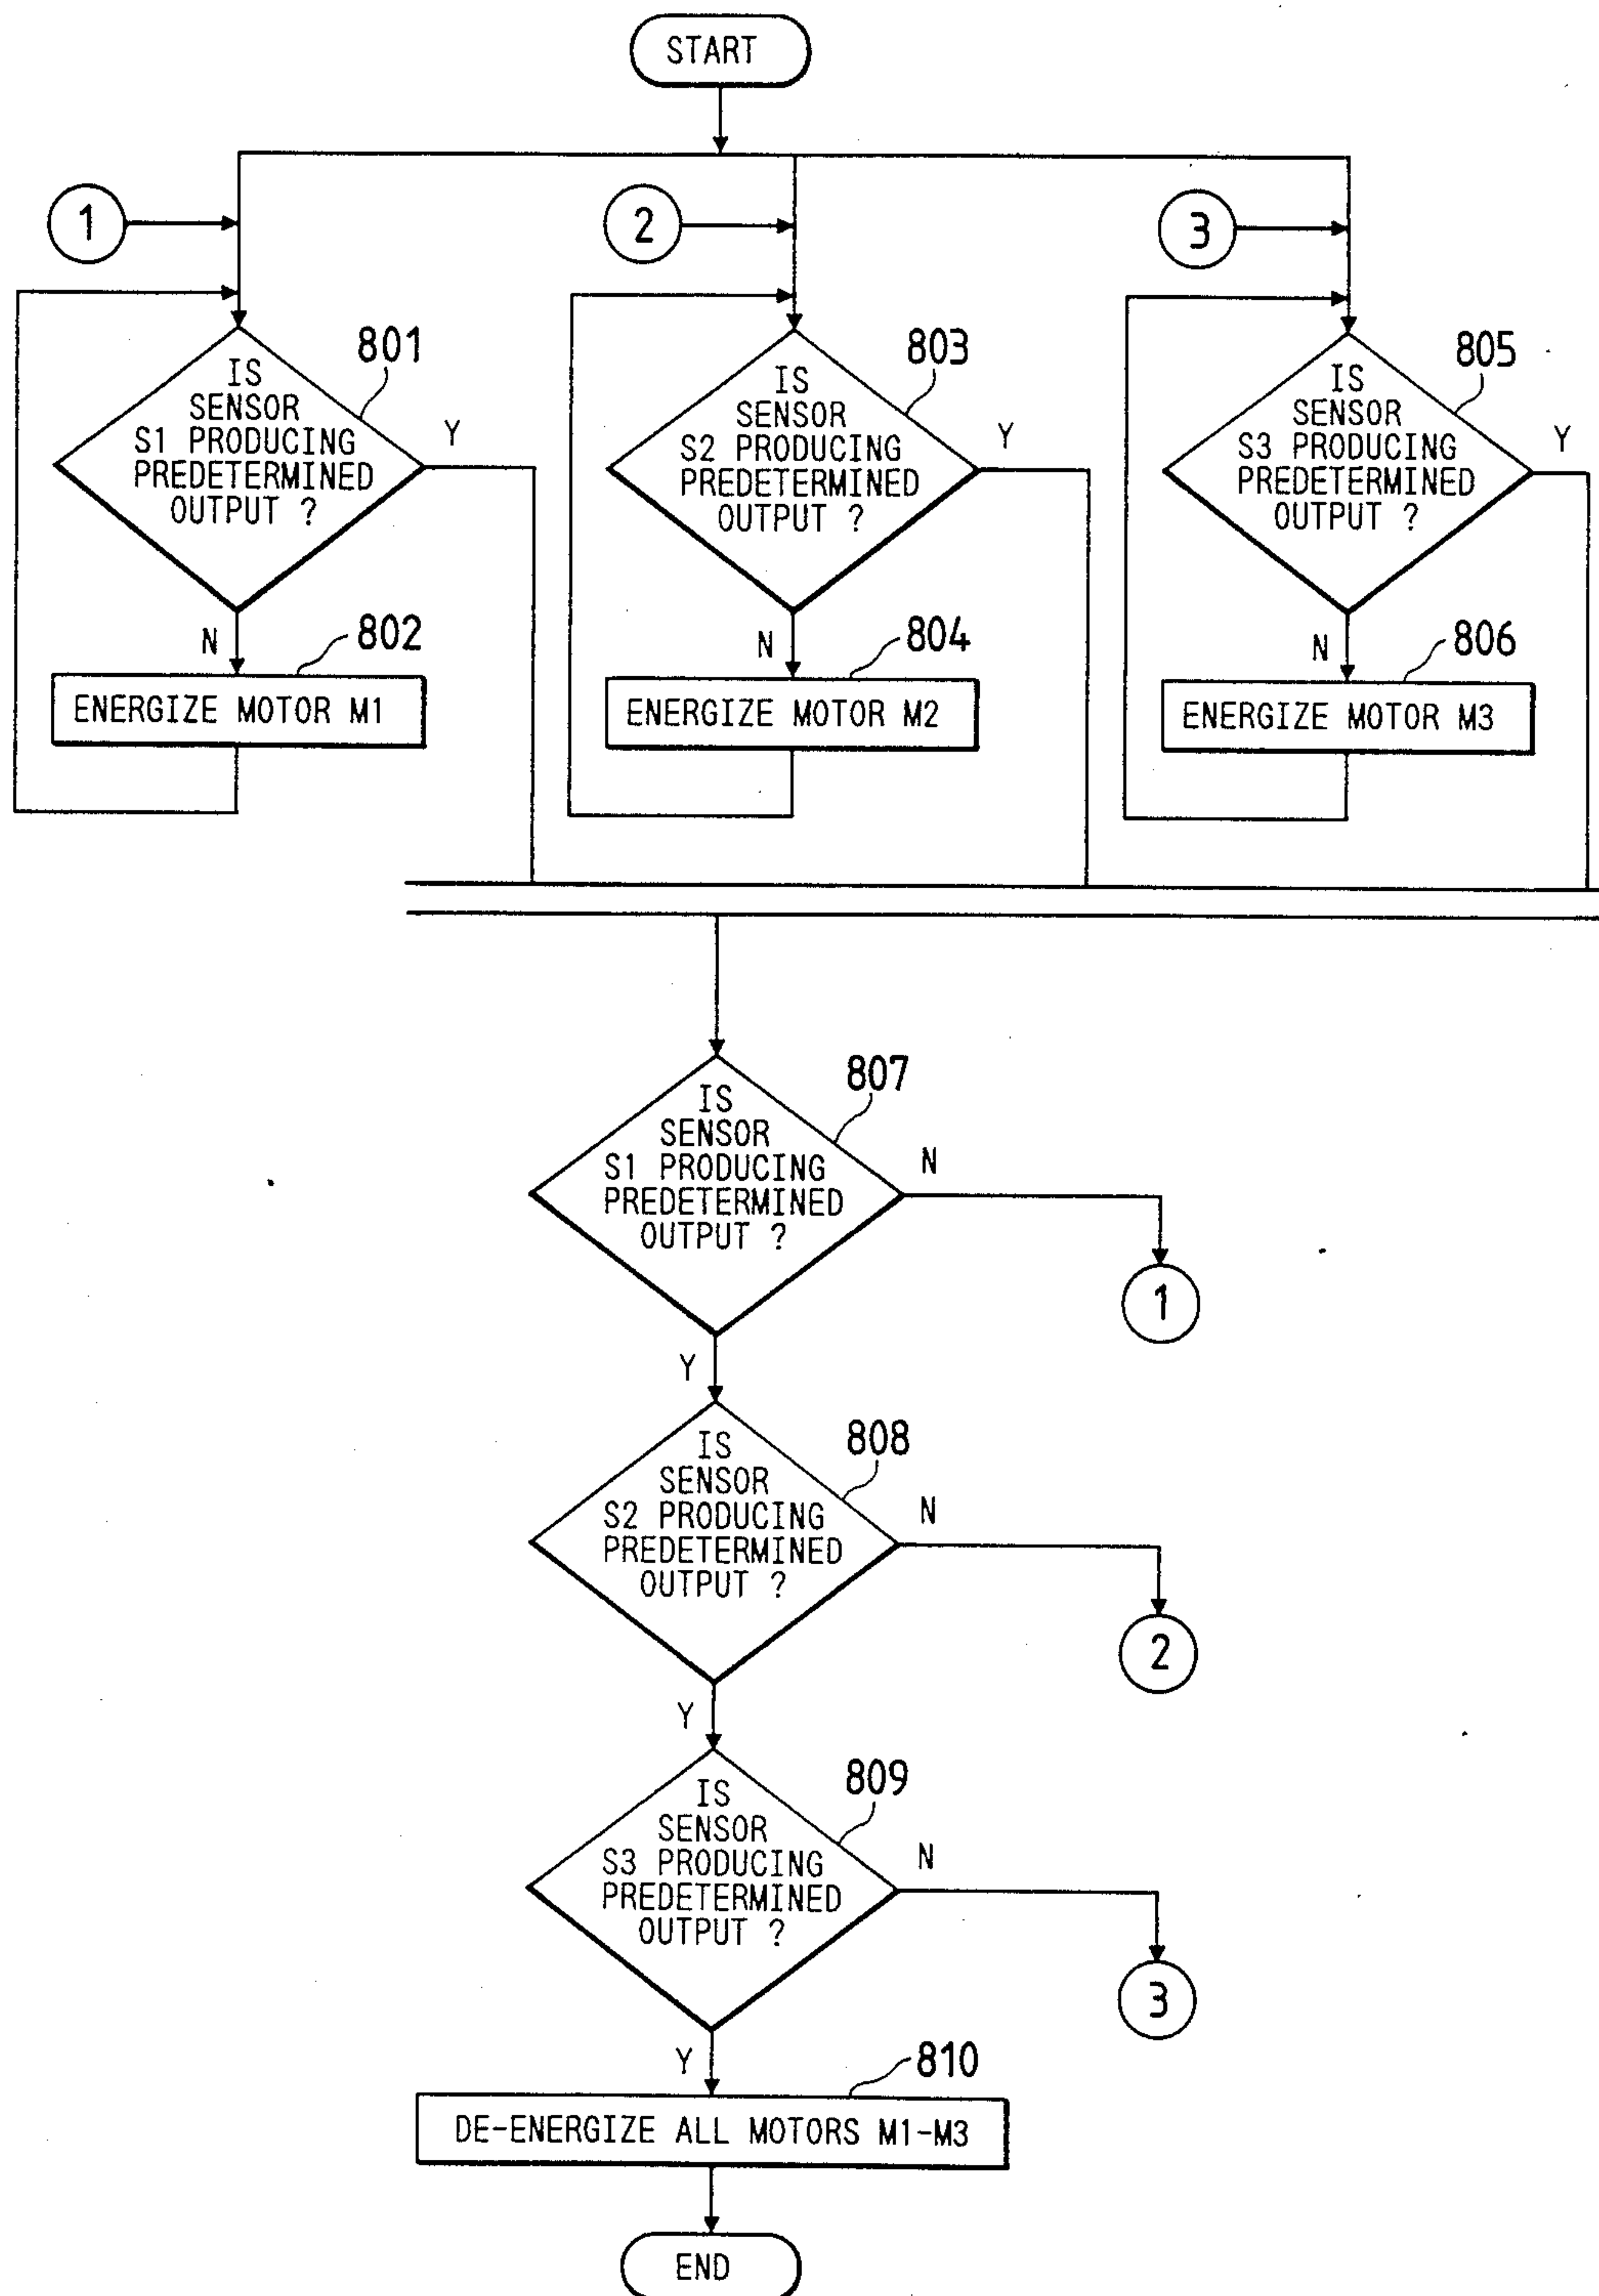 START
1
2
3
801
IS
SENSOR
S1 PRODUCING
PREDETERMINED
OUTPUT ?
Y
N
802
ENERGIZE MOTOR M1
803
IS
SENSOR
S2 PRODUCING
PREDETERMINED
OUTPUT ?
Y
N
804
ENERGIZE MOTOR M2
805
IS
SENSOR
S3 PRODUCING
PREDETERMINED
OUTPUT ?
Y
N
806
ENERGIZE MOTOR M3
807
IS
SENSOR
S1 PRODUCING
PREDETERMINED
OUTPUT ?
N
1
Y
808
IS
SENSOR
S2 PRODUCING
PREDETERMINED
OUTPUT ?
N
2
Y
809
IS
SENSOR
S3 PRODUCING
PREDETERMINED
OUTPUT ?
N
3
Y
810
DE-ENERGIZE ALL MOTORS M1-M3
END